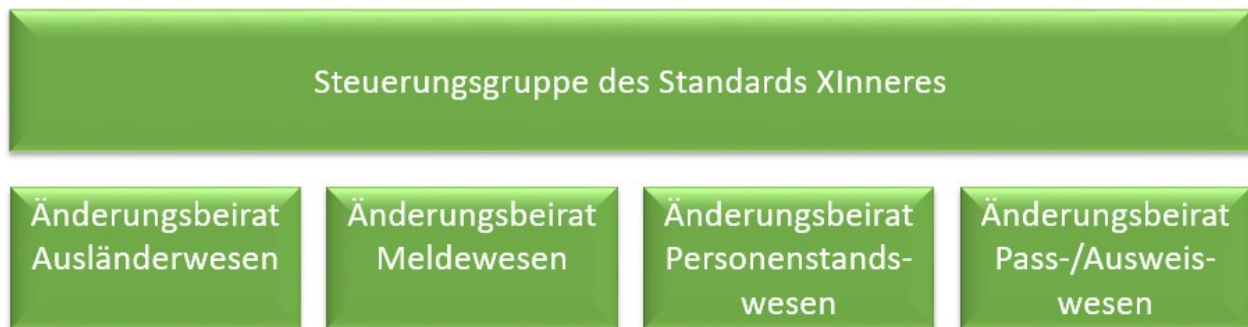 Steuerungsgruppe des Standards XInneres
Änderungsbeirat
Ausländerwesen
Änderungsbeirat
Meldewesen
Änderungsbeirat
Personenstands-
wesen
Änderungsbeirat
Pass-/Ausweis-
wesen